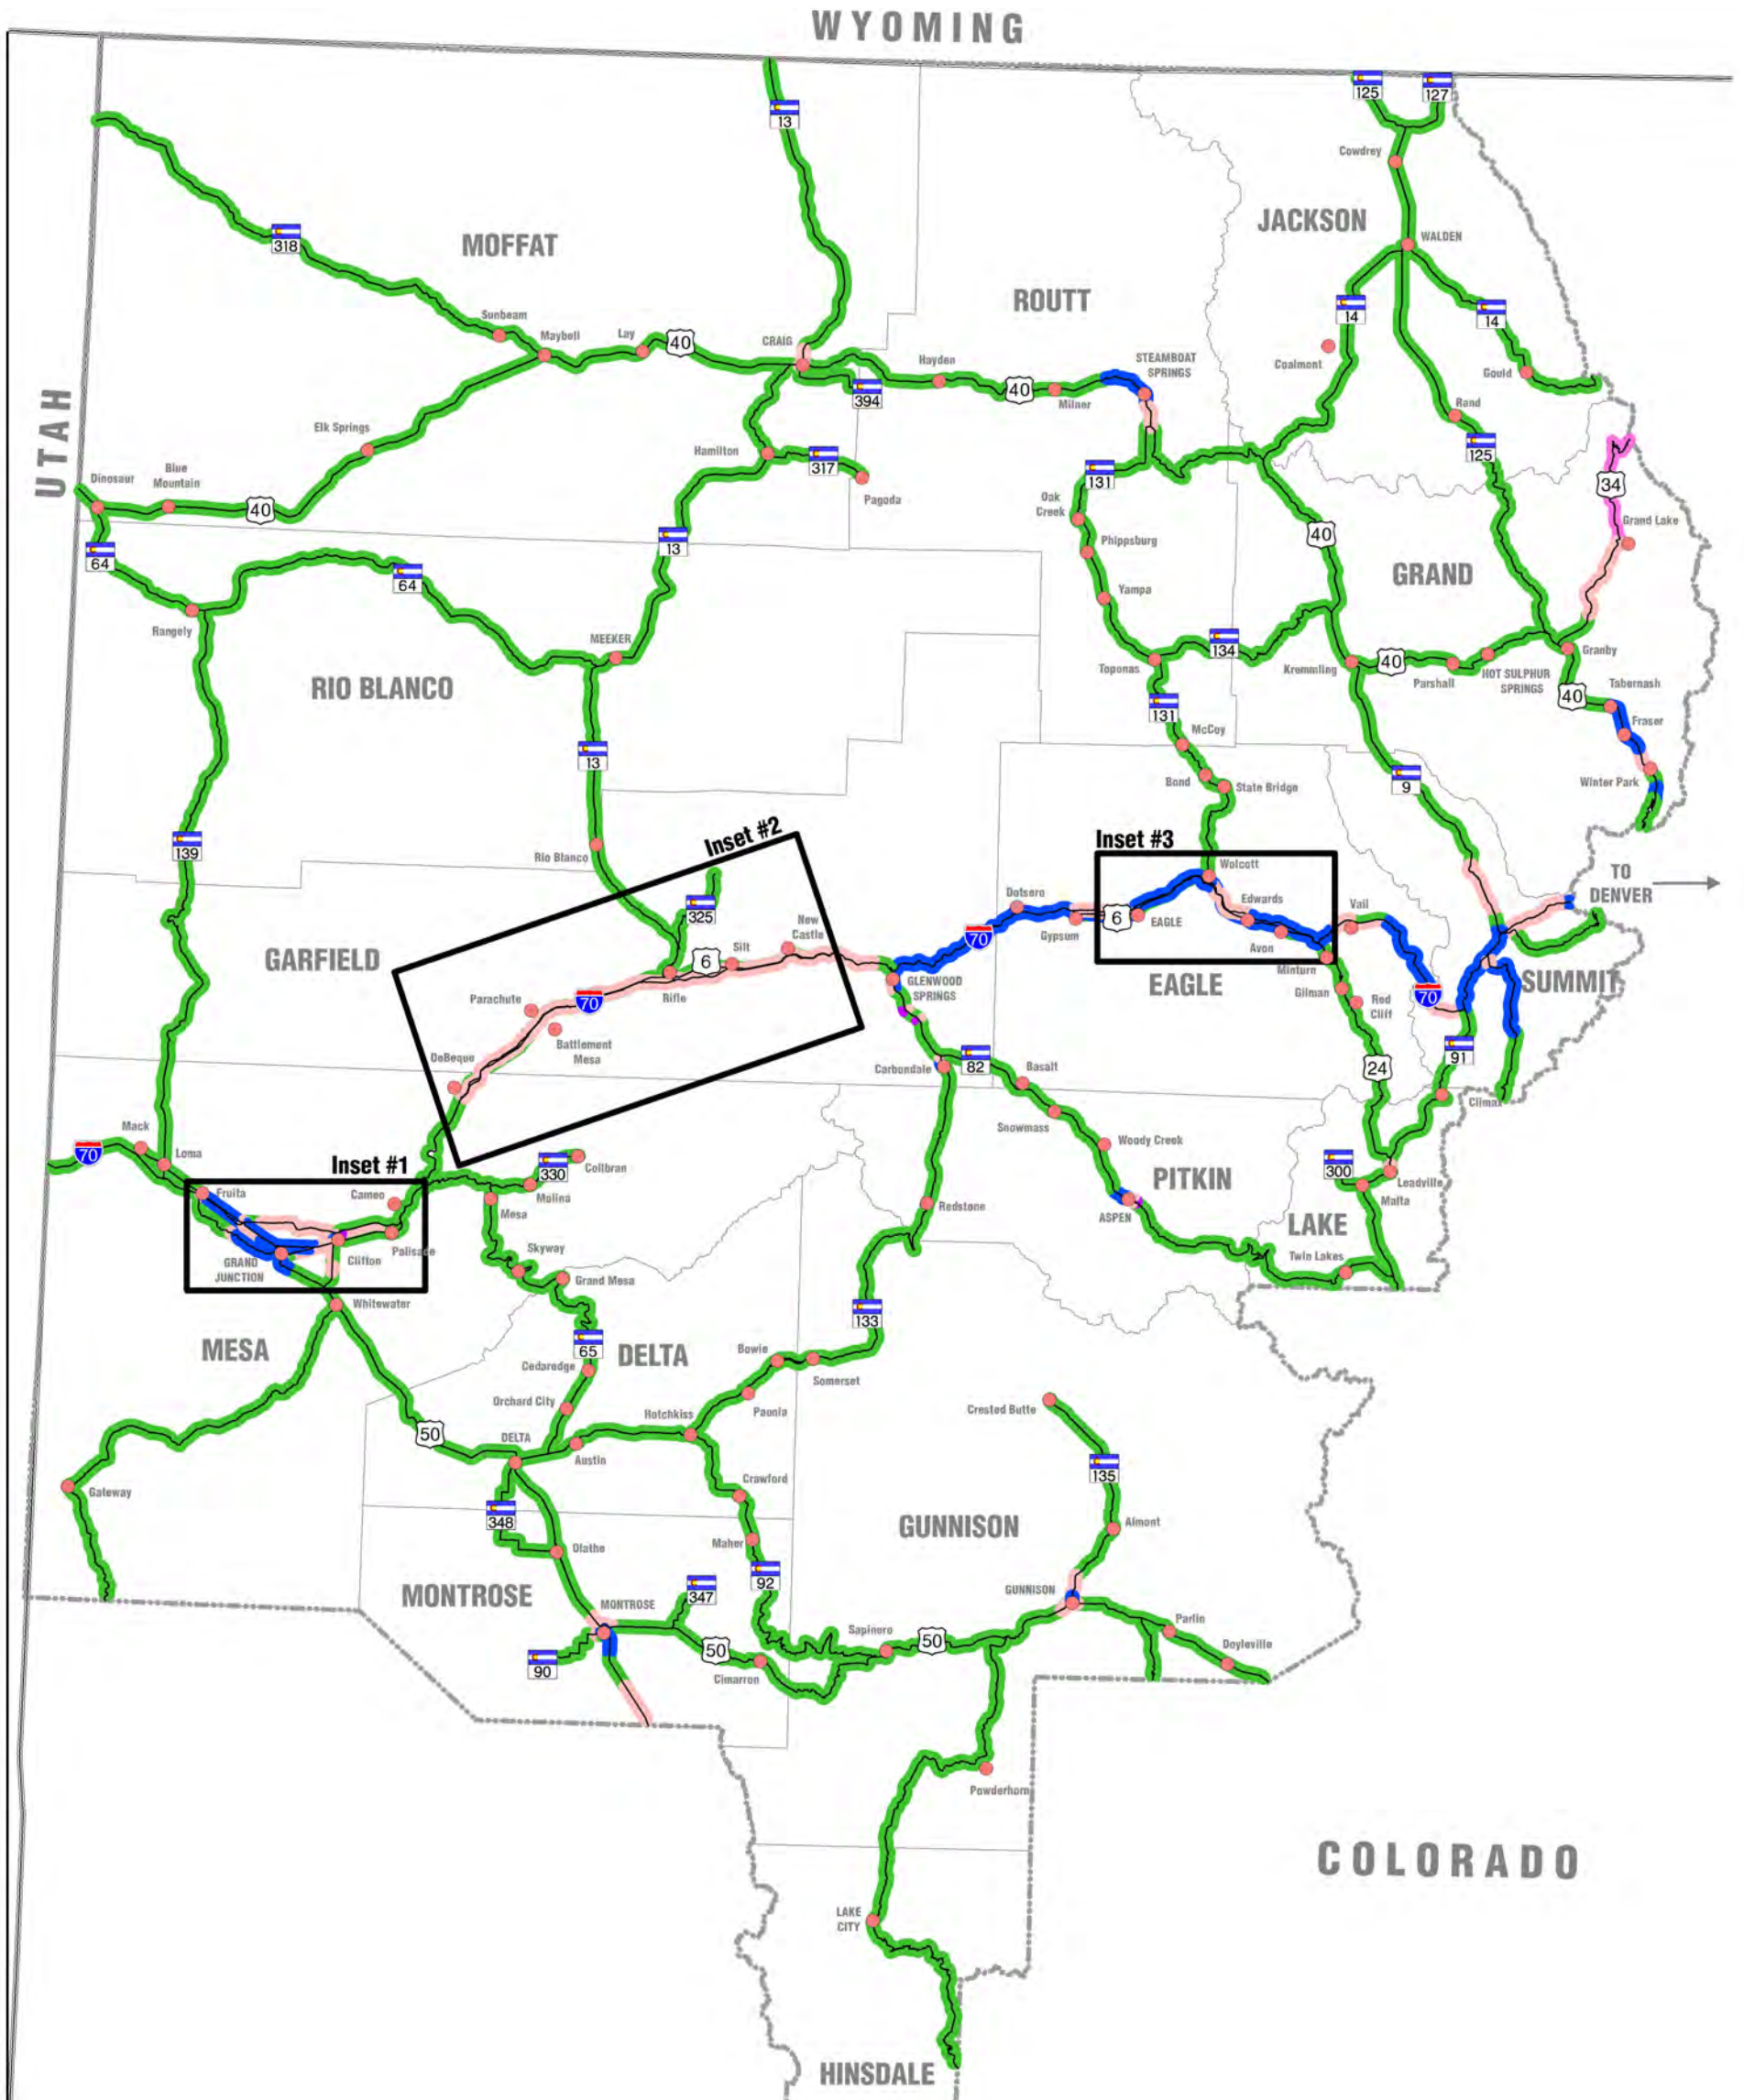 WYOMING
125
127
13
Cowdrey
JACKSON
318
MOFFAT
WALDEN
ROUTT
14
14
Sunbeam
Maybell
Lay
40
CRAIG
Hayden
STEAMBOAT
SPRINGS
Coalmont
Gould
394
40
Milner
UTAH
Rand
Elk Springs
Hamilton
317
125
Dinosaur
Blue
Mountain
131
34
Pagoda
Oak
Creek
40
Grand Lake
40
13
Phippsburg
64
64
GRAND
Yampa
Rangely
MEEKER
134
Toponas
Kremmling
40
Parshall
HOT SULPHUR
SPRINGS
Granby
RIO BLANCO
Tabernash
40
131
Fraser
McCoy
13
Bond
State Bridge
9
Winter Park
139
Inset #2
Inset #3
Rio Blanco
Wolcott
TO
DENVER
Dotsero
325
New
Castle
Edwards
Vail
6
EAGLE
Gypsum
70
Silt
6
Avon
GARFIELD
Minturn
GLENWOOD
SPRINGS
EAGLE
SUMMIT
Parachute
70
Rifle
Gilman
70
Red
Cliff
Battlement
Mesa
DeBeque
82
91
Carbondale
Basalt
24
Climax
Mack
Snowmass
70
Loma
Woody Creek
Inset #1
330
Collbran
PITKIN
300
Leadville
Fruita
Cameo
Molina
Malta
Mesa
Redstone
ASPEN
LAKE
Palisade
GRAND
JUNCTION
Clifton
Skyway
Twin Lakes
Grand Mesa
Whitewater
133
MESA
65
DELTA
Bowie
Cedaredge
Somerset
Orchard City
Paonia
Hotchkiss
Crested Butte
50
DELTA
Austin
135
Crawford
Gateway
348
GUNNISON
Almont
Maher
Olathe
92
MONTROSE
347
MONTROSE
GUNNISON
Parlin
Sapinero
50
50
Doyleville
90
Cimarron
Powderhorn
COLORADO
LAKE
CITY
HINSDALE